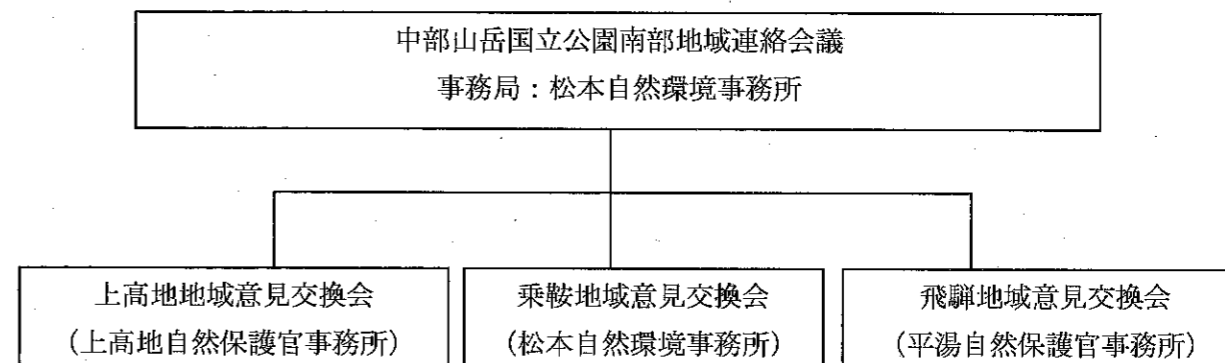 中部山岳国立公園南部地域連絡会議
事務局：松本自然環境事務所
上高地地域意見交換会
（上高地自然保護官事務所）
乗鞍地域意見交換会
（松本自然環境事務所）
飛騨地域意見交換会
（平湯自然保護官事務所）